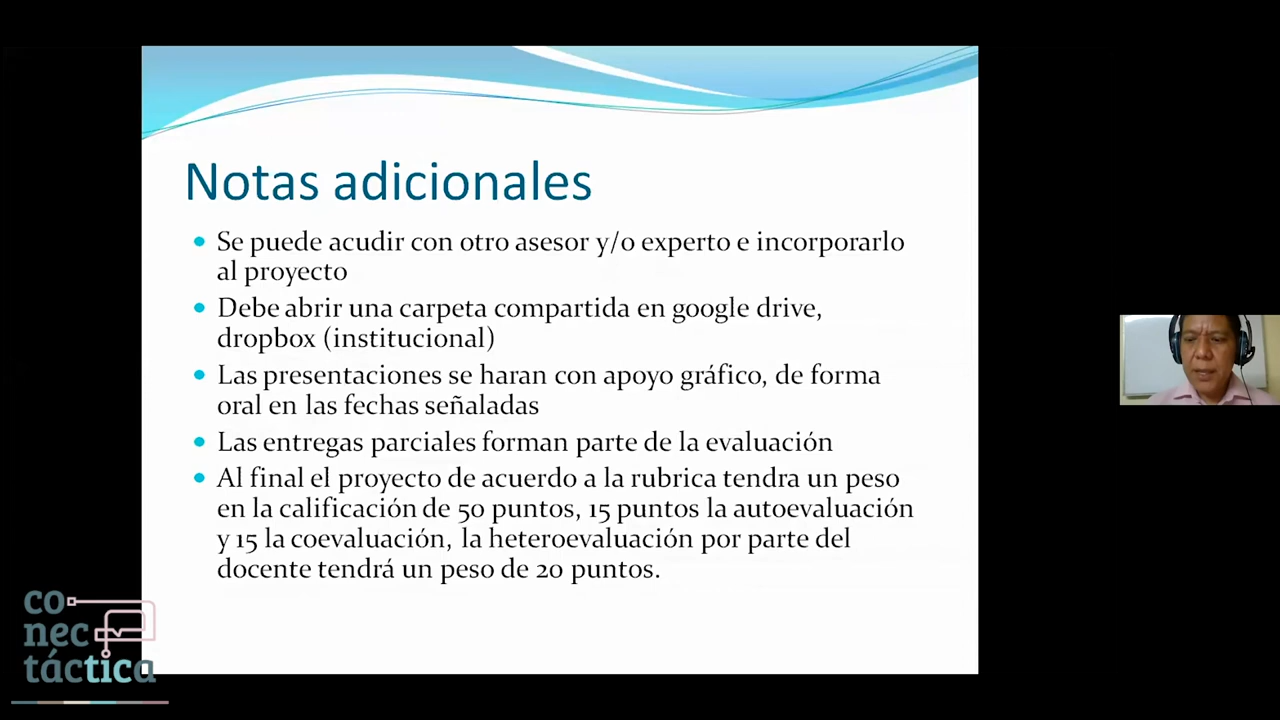 Notas adicionales
Se puede acudir con otro asesor y/o experto e incorporarlo
al proyecto
Debe abrir una carpeta compartida en google drive,
dropbox (institucional)
Las presentaciones se haran con apoyo gráfico, de forma
oral en las fechas señaladas
Las entregas parciales forman parte de la evaluación
Al final el proyecto de acuerdo a la rubrica tendra un peso
en la calificación de 50 puntos, 15 puntos la autoevaluación
y 15 la coevaluación, la heteroevaluación por parte del
docente tendrá un peso de 20 puntos.
co
nec
táctica